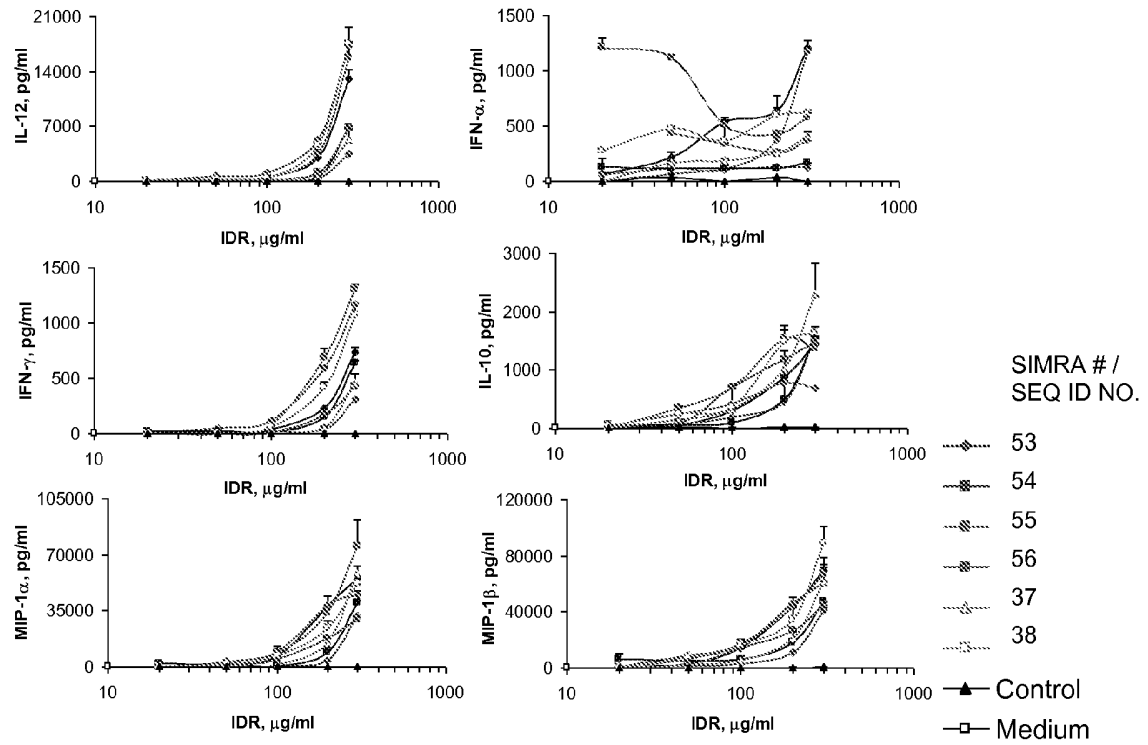 21000
14000
7000
0
IL-12, pg/ml
10 100 1000
IDR, μg/ml
1500
1000
500
0
IFN-α, pg/ml
10 100 1000
IDR, μg/ml
1500
1000
500
0
IFN-γ, pg/ml
10 100 1000
IDR, μg/ml
3000
2000
1000
0
IL-10, pg/ml
10 100 1000
IDR, μg/ml
105000
70000
35000
0
MIP-1α, pg/ml
10 100 1000
IDR, μg/ml
120000
80000
40000
0
MIP-1β, pg/ml
10 100 1000
IDR, μg/ml
SIMRA # /
SEQ ID NO.
53
54
55
56
37
38
Control
Medium